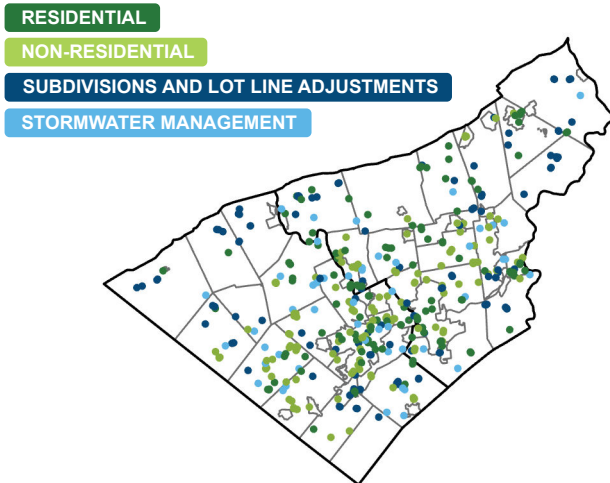 RESIDENTIAL
NON-RESIDENTIAL
SUBDIVISIONS AND LOT LINE ADJUSTMENTS
STORMWATER MANAGEMENT